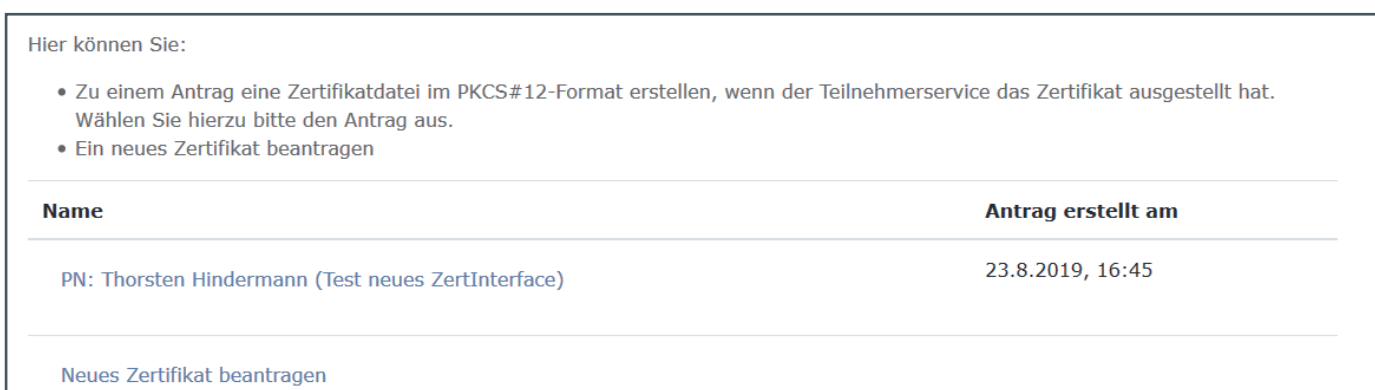 Hier können Sie:
• Zu einem Antrag eine Zertifikatdatei im PKCS#12-Format erstellen, wenn der Teilnehmerservice das Zertifikat ausgestellt hat.
Wählen Sie hierzu bitte den Antrag aus.
• Ein neues Zertifikat beantragen
Name Antrag erstellt am
PN: Thorsten Hindermann (Test neues ZertInterface) 23.8.2019, 16:45
Neues Zertifikat beantragen